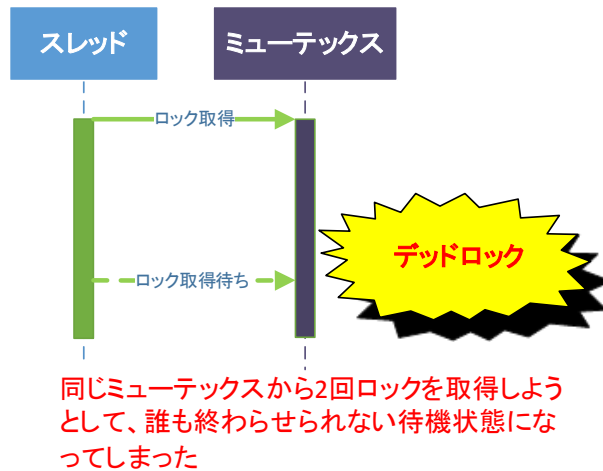 スレッド
ミューテックス
ロック取得
デッドロック
ロック取得待ち
同じミューテックスから2回ロックを取得しよう
として、誰も終わらせられない待機状態にな
ってしまった